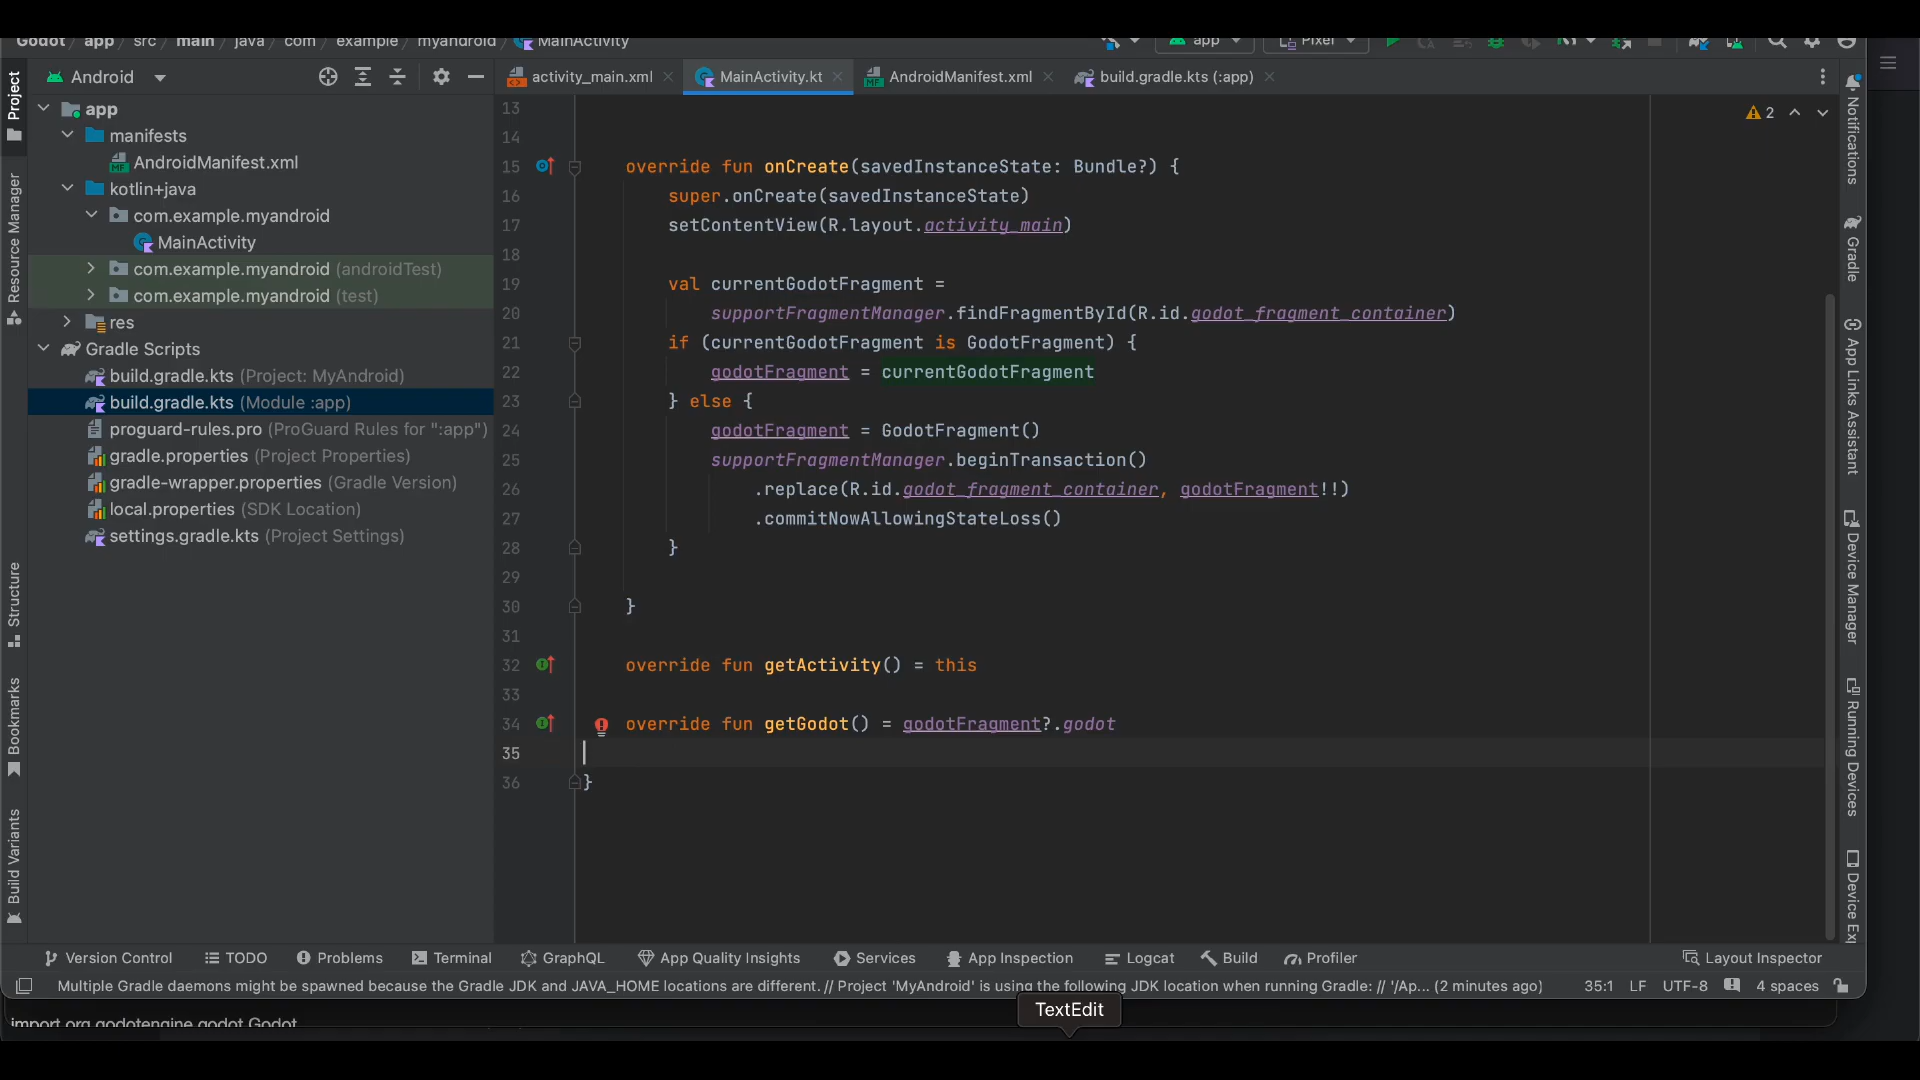 Godot / app / src / main / java / com / example / myandroid / MainActivity
app
Pixel
Android
activity_main.xml
MainActivity.kt
AndroidManifest.xml
build.gradle.kts (:app)
Project
Resource Manager
Structure
Bookmarks
Build Variants
app
manifests
AndroidManifest.xml
kotlin+java
com.example.myandroid
MainActivity
com.example.myandroid (androidTest)
com.example.myandroid (test)
res
Gradle Scripts
build.gradle.kts (Project: MyAndroid)
build.gradle.kts (Module :app)
proguard-rules.pro (ProGuard Rules for ":app")
gradle.properties (Project Properties)
gradle-wrapper.properties (Gradle Version)
local.properties (SDK Location)
settings.gradle.kts (Project Settings)
2
13
14
15 override fun onCreate(savedInstanceState: Bundle?) {
16 super.onCreate(savedInstanceState)
17 setContentView(R.layout.activity_main)
18
19 val currentGodotFragment =
20 supportFragmentManager.findFragmentById(R.id.godot_fragment_container)
21 if (currentGodotFragment is GodotFragment) {
22 godotFragment = currentGodotFragment
23 } else {
24 godotFragment = GodotFragment()
25 supportFragmentManager.beginTransaction()
26 .replace(R.id.godot_fragment_container, godotFragment!!)
27 .commitNowAllowingStateLoss()
28 }
29
30 }
31
32 override fun getActivity() = this
33
34 override fun getGodot() = godotFragment?.godot
35
36 }
Notifications
Gradle
App Links Assistant
Device Manager
Running Devices
Device Ex
Version Control
TODO
Problems
Terminal
GraphQL
App Quality Insights
Services
App Inspection
Logcat
Build
Profiler
Layout Inspector
Multiple Gradle daemons might be spawned because the Gradle JDK and JAVA_HOME locations are different. // Project 'MyAndroid' is using the following JDK location when running Gradle: // '/Ap... (2 minutes ago)
35:1 LF UTF-8 4 spaces
TextEdit
import org.godotengine.godot.Godot